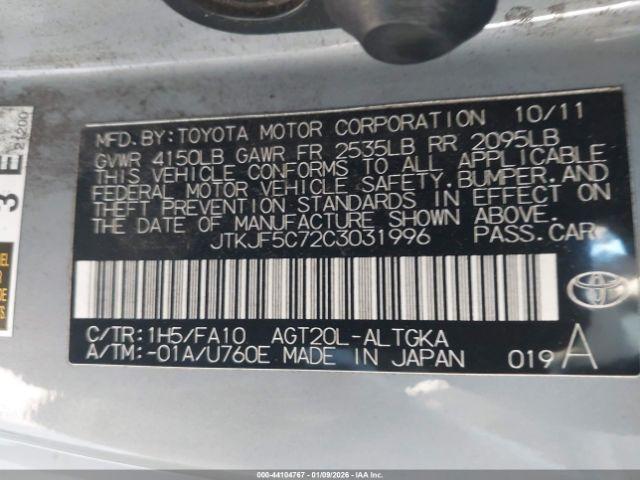 MFD. BY: TOYOTA MOTOR CORPORATION 10/11
GVWR 4150LB GAWR FR 2535LB RR 2095LB
THIS VEHICLE CONFORMS TO ALL APPLICABLE
FEDERAL MOTOR VEHICLE SAFETY, BUMPER, AND
THEFT PREVENTION STANDARDS IN EFFECT ON
THE DATE OF MANUFACTURE SHOWN ABOVE.
JTKJF5C72C3031996 PASS. CAR
C/TR: 1H5/FA10 AGT20L-ALTGKA
A/TM: -01A/U760E MADE IN JAPAN 019 A
3 E
000-44104767 - 01/09/2026 - IAAI.COM